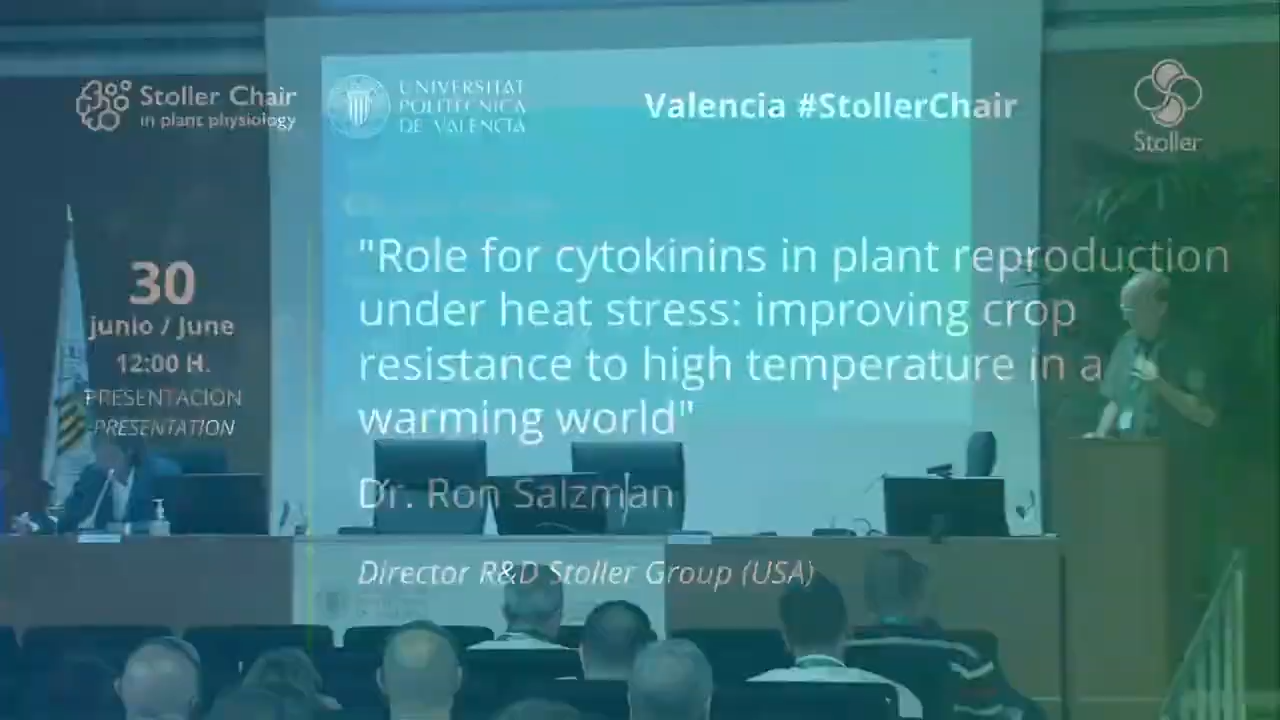 Stoller Chair
in plant physiology
UNIVERSITAT
POLITÈCNICA
DE VALÈNCIA
Valencia #StollerChair
Stoller
30
junio / June
12:00 H.
PRESENTACIÓN
PRESENTATION
"Role for cytokinins in plant reproduction
under heat stress: improving crop
resistance to high temperature in a
warming world"
Dr. Ron Salzman
Director R&D Stoller Group (USA)